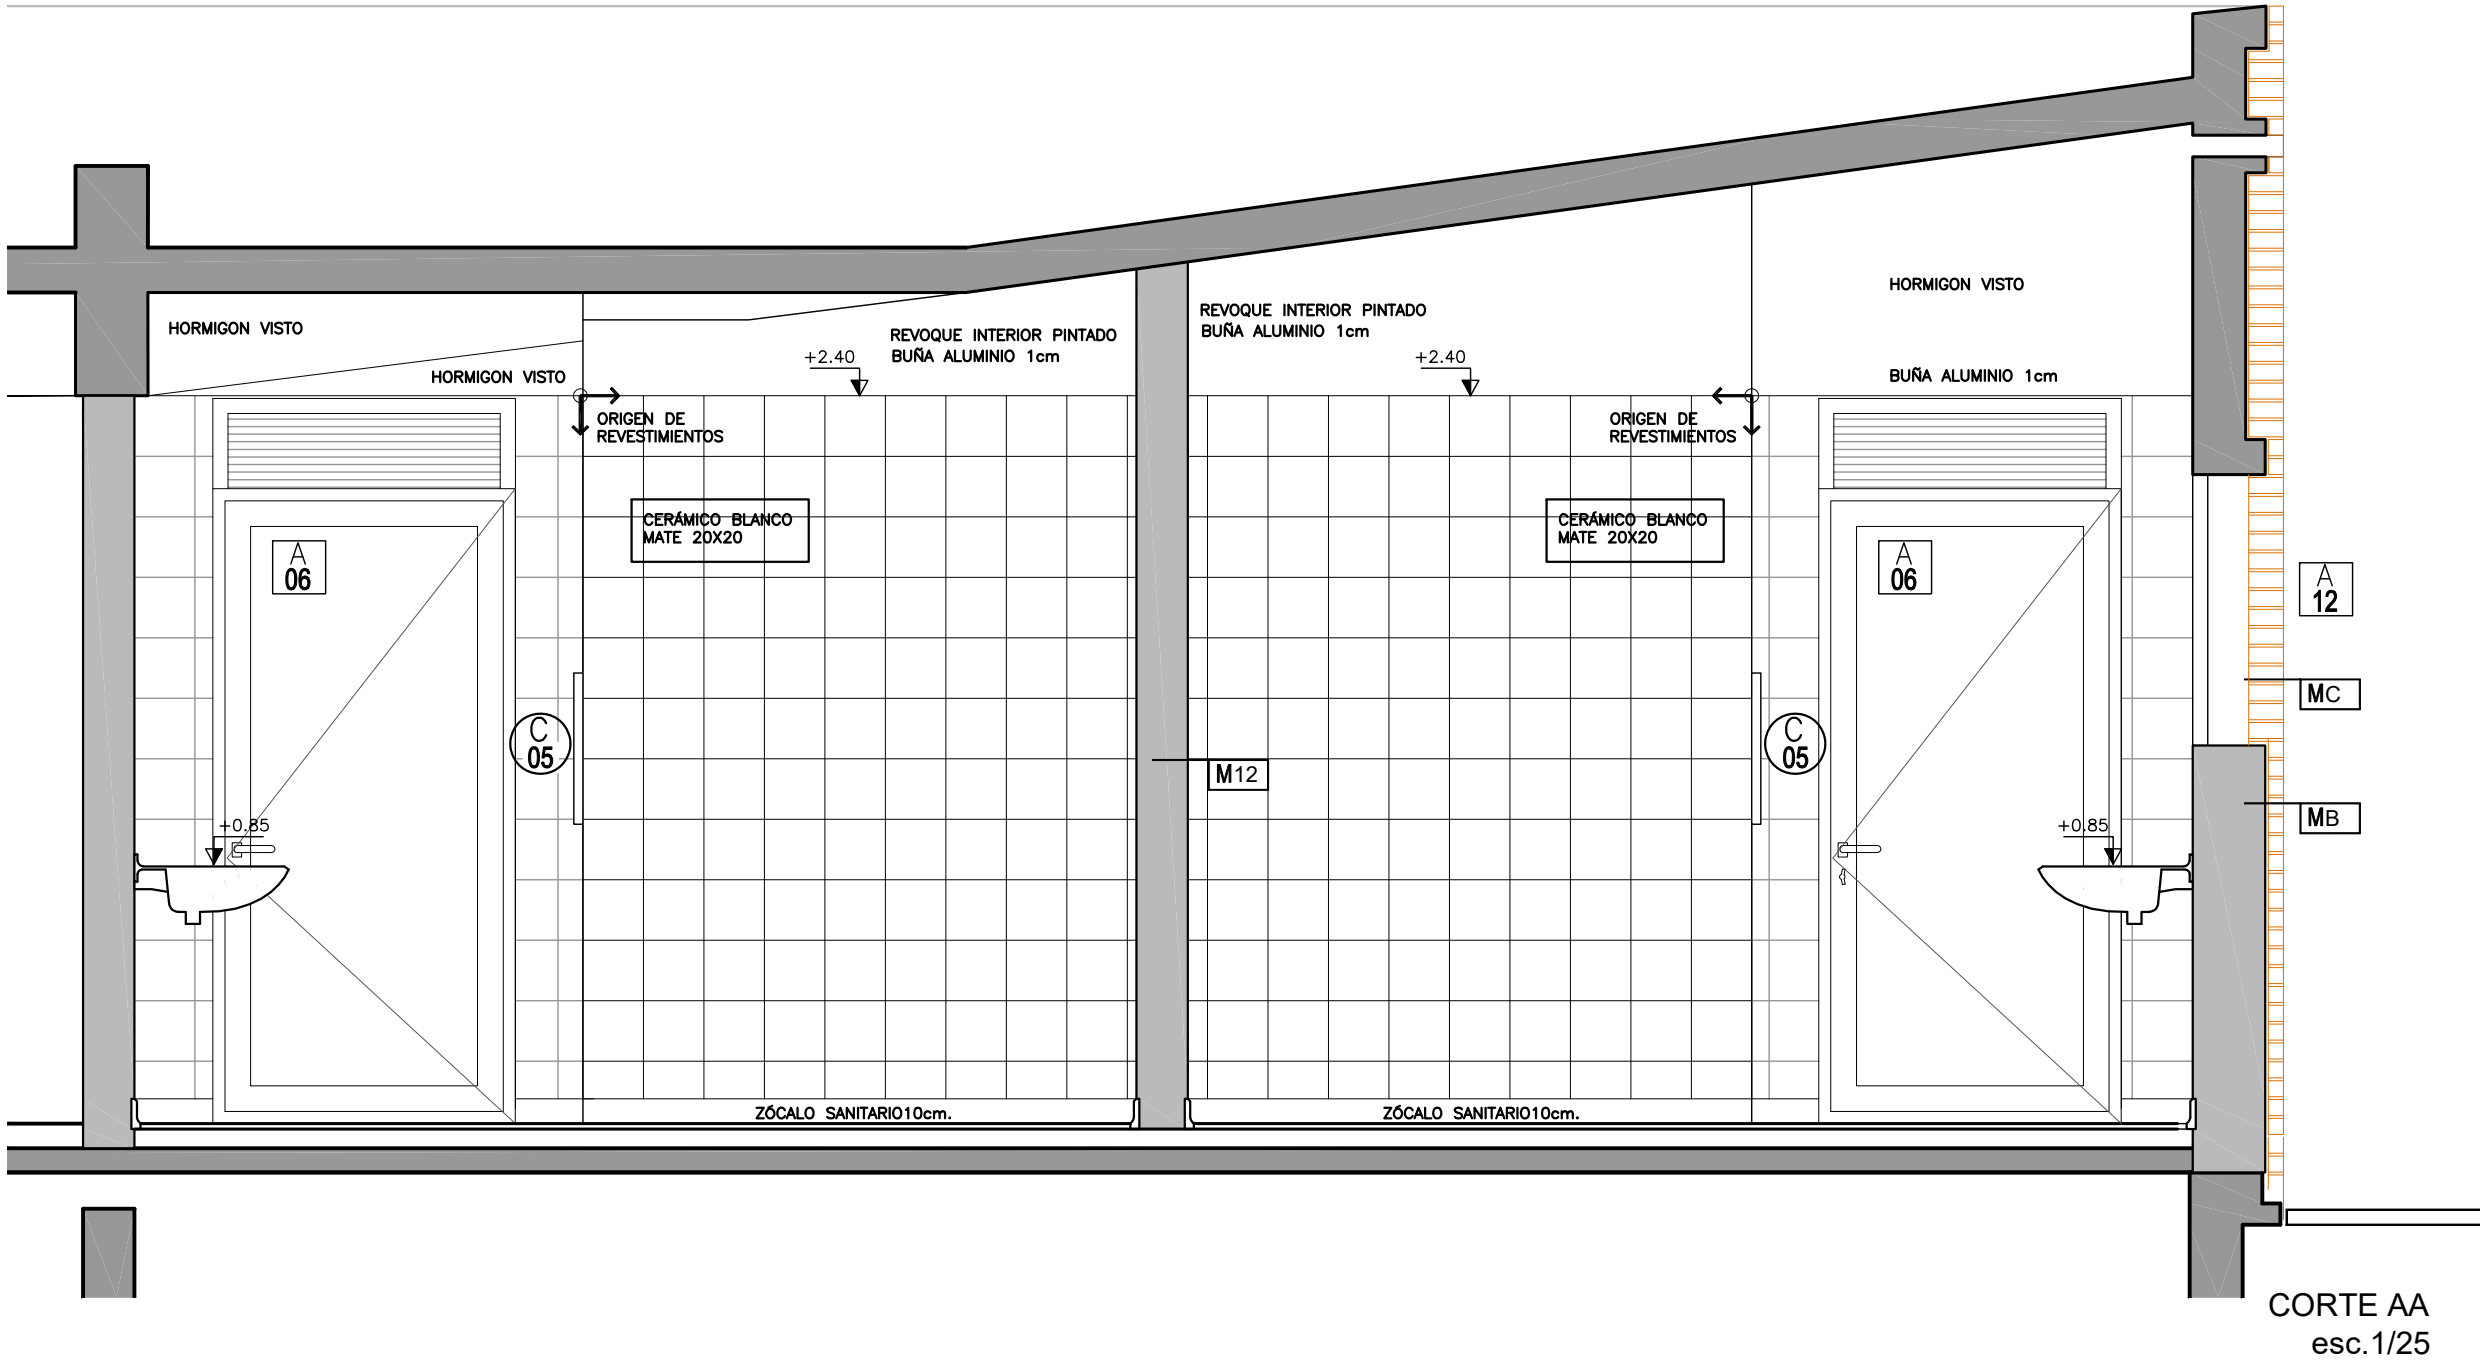 HORMIGON VISTO
HORMIGON VISTO
REVOQUE INTERIOR PINTADO
BUÑA ALUMINIO 1cm
+2.40
REVOQUE INTERIOR PINTADO
BUÑA ALUMINIO 1cm
+2.40
HORMIGON VISTO
BUÑA ALUMINIO 1cm
ORIGEN DE
REVESTIMIENTOS
ORIGEN DE
REVESTIMIENTOS
CERÁMICO BLANCO
MATE 20X20
CERÁMICO BLANCO
MATE 20X20
A
06
A
06
A
12
MC
C
05
C
05
M12
MB
+0.85
+0.85
ZÓCALO SANITARIO10cm.
ZÓCALO SANITARIO10cm.
CORTE AA
esc.1/25